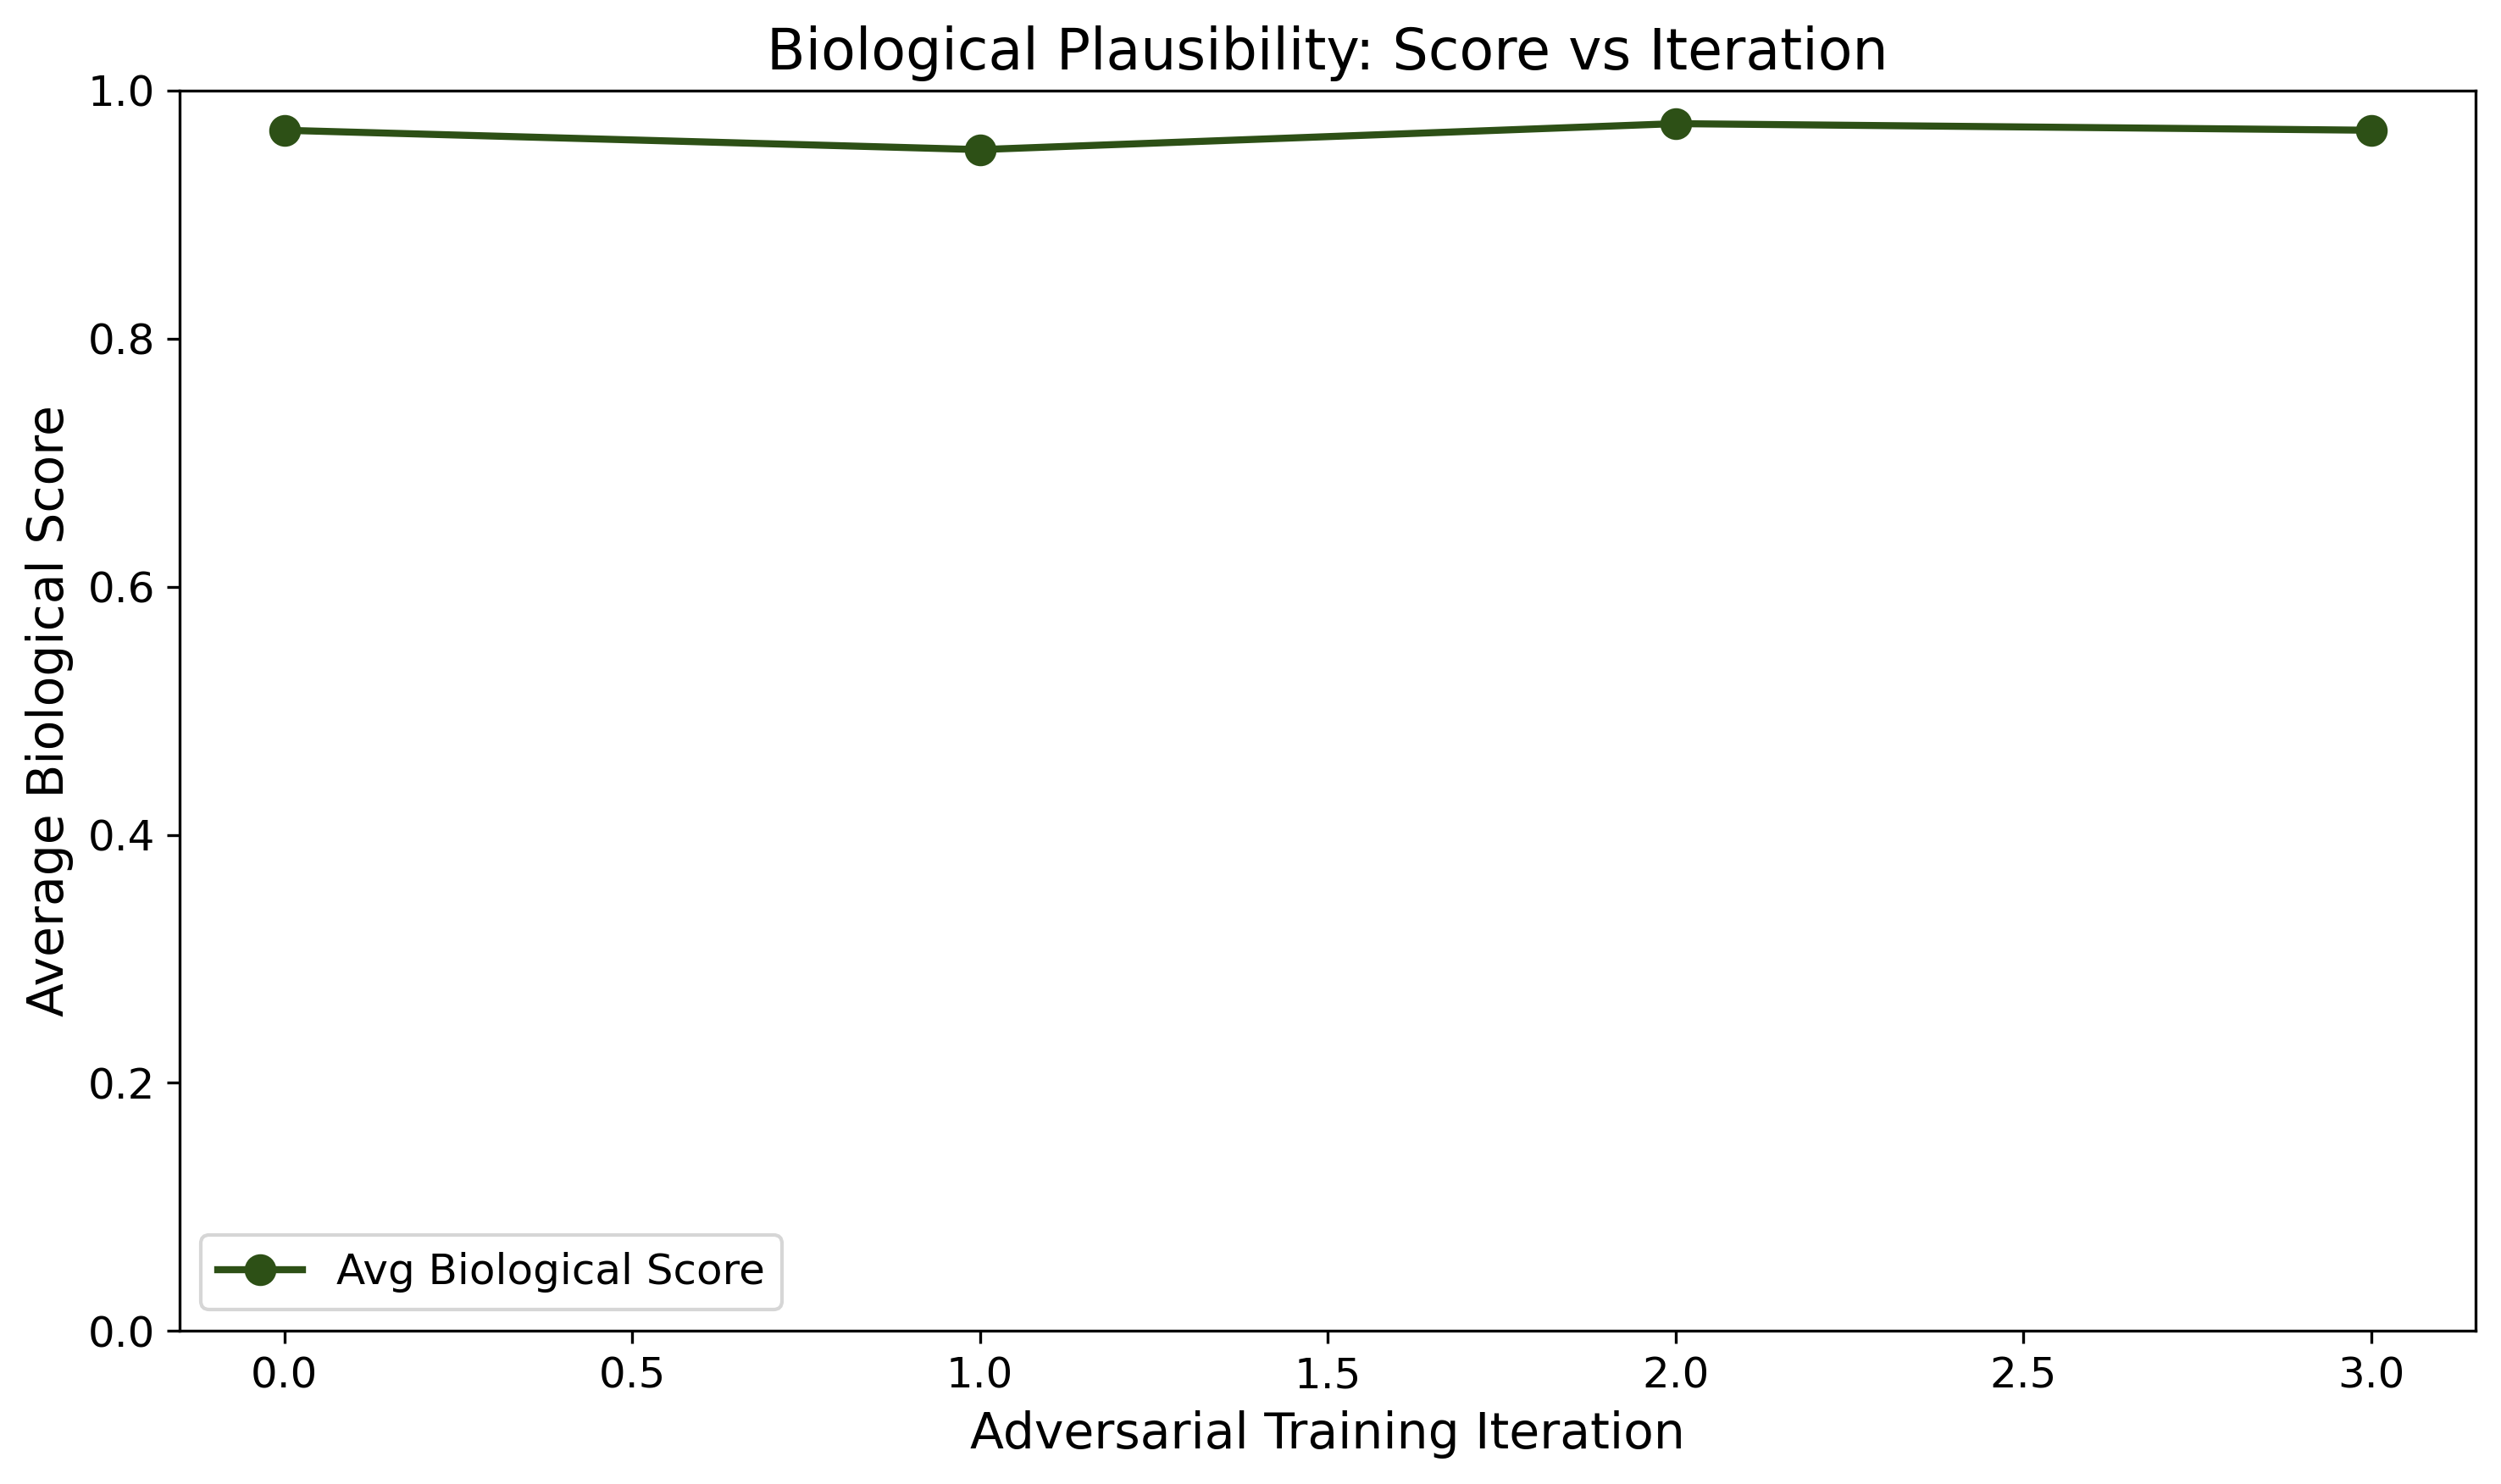 Biological Plausibility: Score vs Iteration
1.0
0.8
0.6
0.4
0.2
0.0
Average Biological Score
Avg Biological Score
0.0 0.5 1.0 1.5 2.0 2.5 3.0
Adversarial Training Iteration